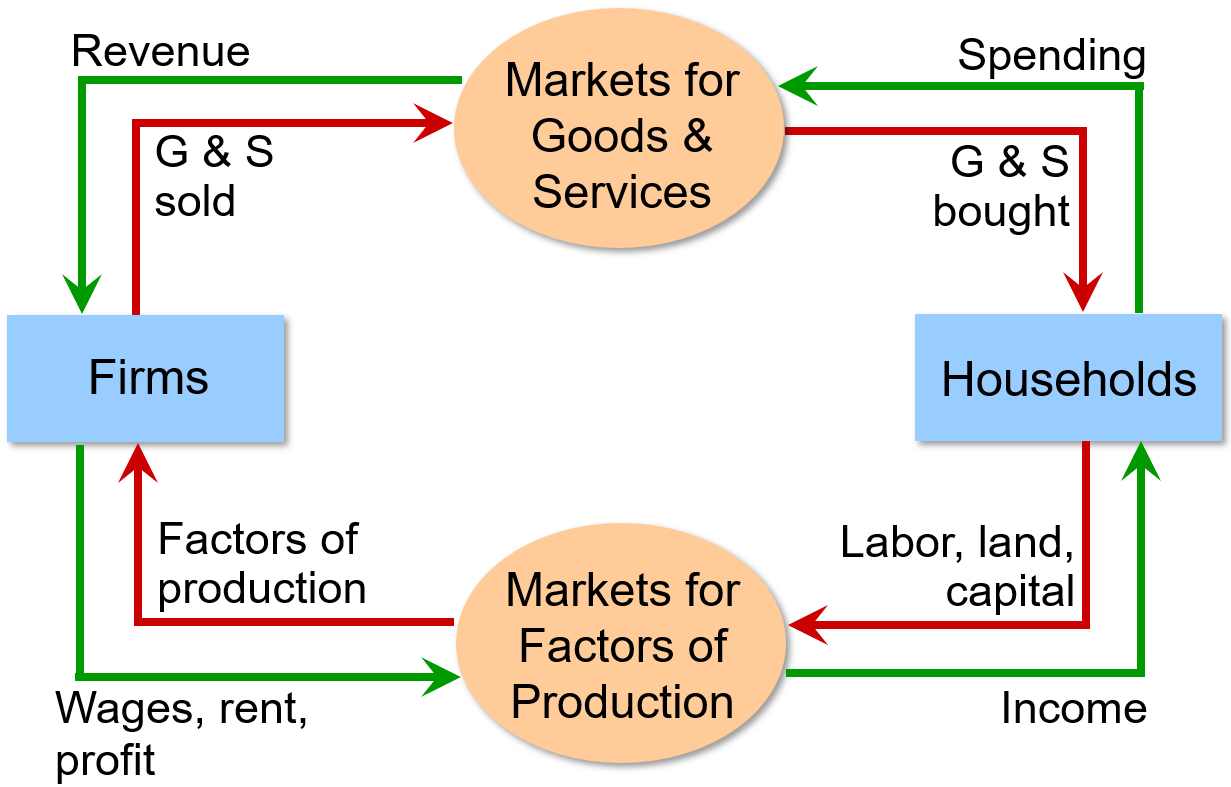 Revenue
Spending
Markets for
Goods &
Services
G & S
sold
G & S
bought
Firms
Households
Factors of
production
Labor, land,
capital
Markets for
Factors of
Production
Wages, rent,
profit
Income